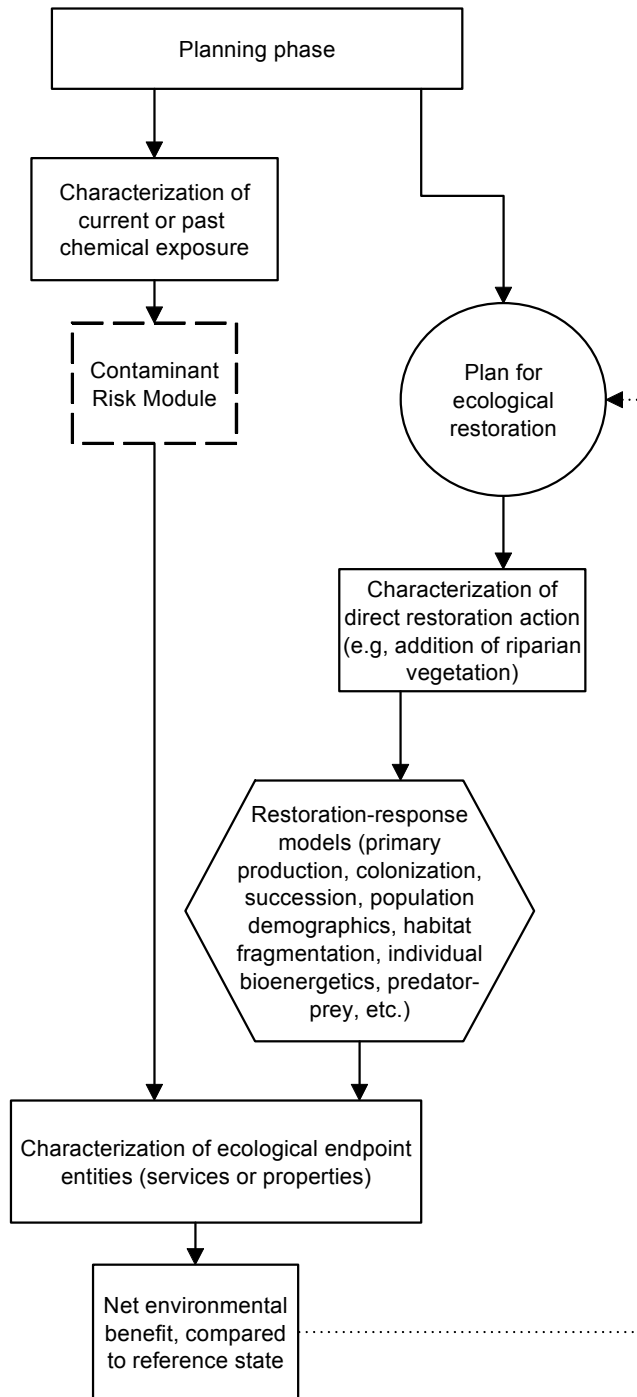 Planning phase
Characterization of
current or past
chemical exposure
Contaminant
Risk Module
Plan for
ecological
restoration
Characterization of
direct restoration action
(e.g, addition of riparian
vegetation)
Restoration-response
models (primary
production, colonization,
succession, population
demographics, habitat
fragmentation, individual
bioenergetics, predator-
prey, etc.)
Characterization of ecological endpoint
entities (services or properties)
Net environmental
benefit, compared
to reference state